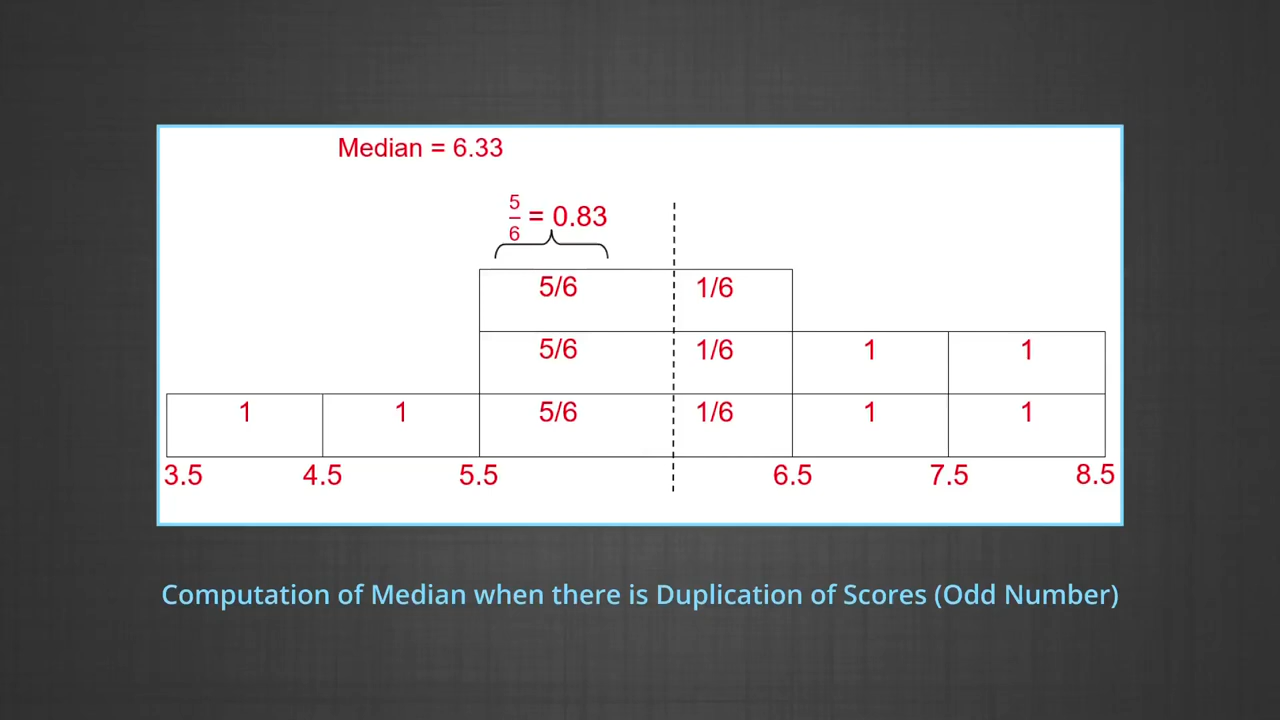 Median = 6.33
5/6 = 0.83
5/6 1/6
5/6 1/6 1 1
1 1 5/6 1/6 1 1
3.5 4.5 5.5 6.5 7.5 8.5
Computation of Median when there is Duplication of Scores (Odd Number)